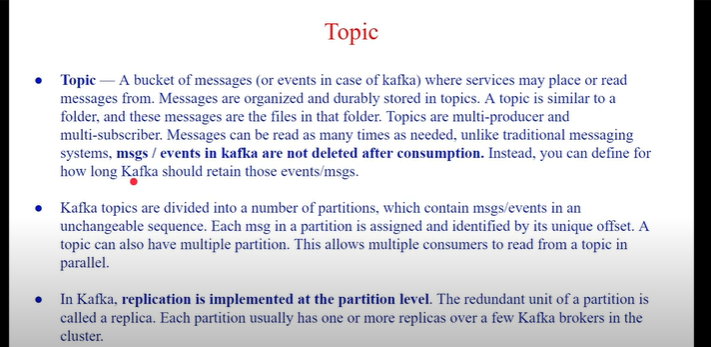 Topic
● Topic — A bucket of messages (or events in case of kafka) where services may place or read
messages from. Messages are organized and durably stored in topics. A topic is similar to a
folder, and these messages are the files in that folder. Topics are multi-producer and
multi-subscriber. Messages can be read as many times as needed, unlike traditional messaging
systems, msgs / events in kafka are not deleted after consumption. Instead, you can define for
how long Kafka should retain those events/msgs.
● Kafka topics are divided into a number of partitions, which contain msgs/events in an
unchangeable sequence. Each msg in a partition is assigned and identified by its unique offset. A
topic can also have multiple partition. This allows multiple consumers to read from a topic in
parallel.
● In Kafka, replication is implemented at the partition level. The redundant unit of a partition is
called a replica. Each partition usually has one or more replicas over a few Kafka brokers in the
cluster.